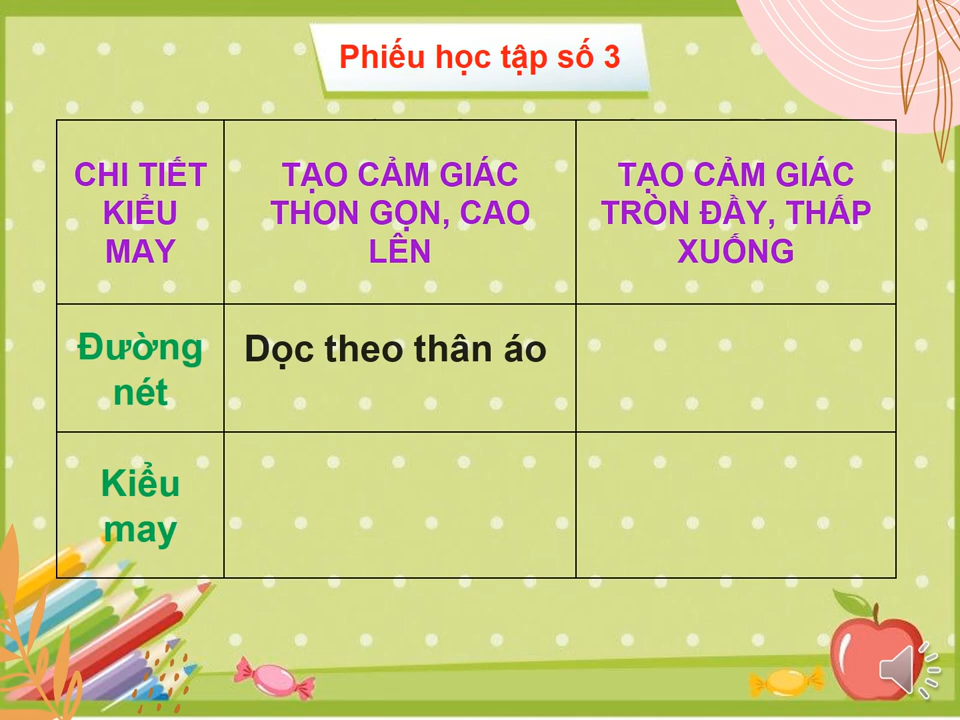 Phiếu học tập số 3
CHI TIẾT
KIỂU
MAY
TẠO CẢM GIÁC
THON GỌN, CAO
LÊN
TẠO CẢM GIÁC
TRÒN ĐẦY, THẤP
XUỐNG
Đường
nét
Dọc theo thân áo
Kiểu
may